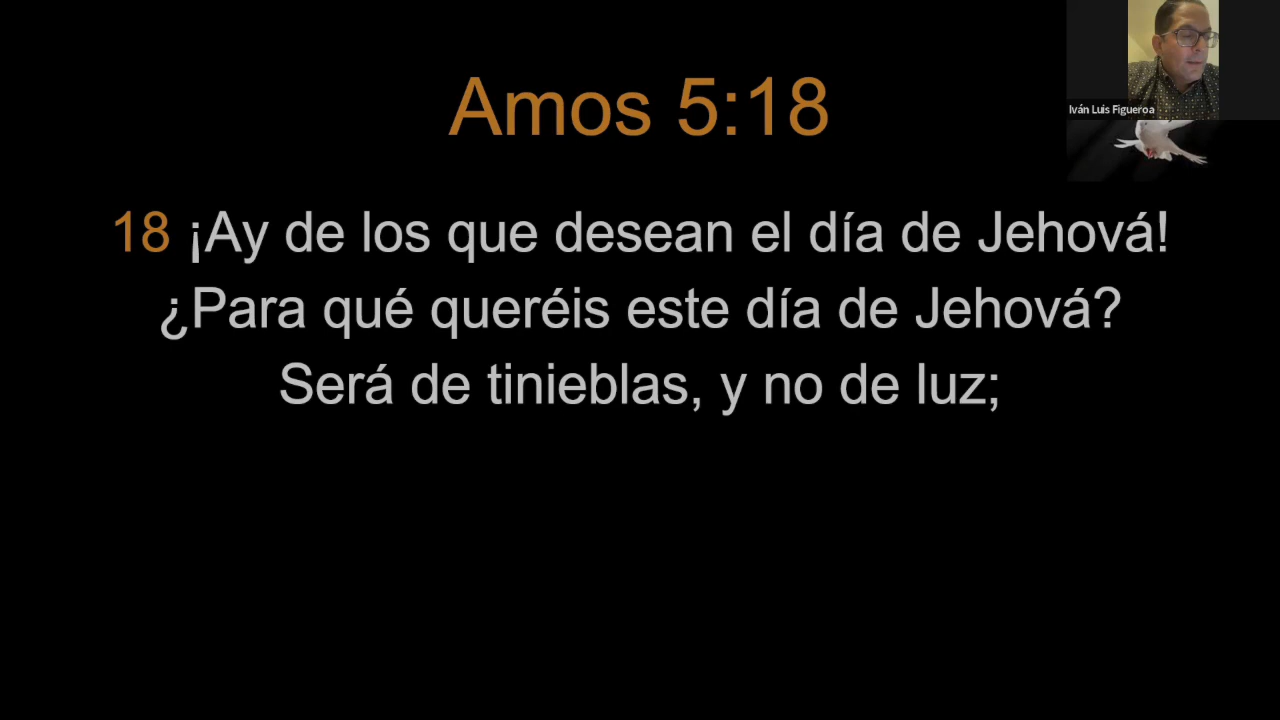 Amos 5:18
Iván Luis Figueroa
18 ¡Ay de los que desean el día de Jehová!
¿Para qué queréis este día de Jehová?
Será de tinieblas, y no de luz;